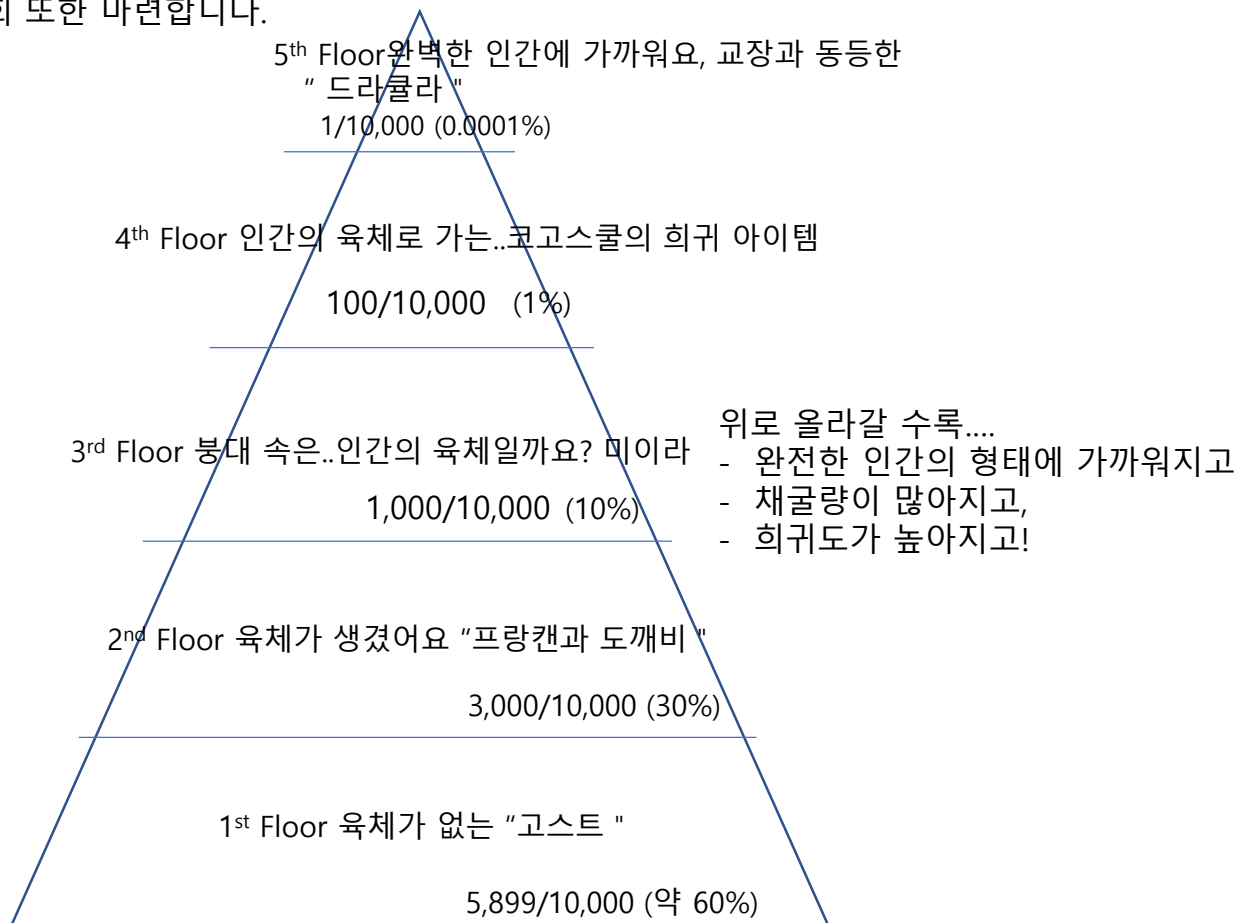 또한 마련합니다.
5th Floor완벽한 인간에 가까워요, 교장과 동등한
“ 드라큘라 "
1/10,000 (0.0001%)
4th Floor 인간의 육체로 가는..코고스쿨의 희귀 아이템
100/10,000 (1%)
3rd Floor 붕대 속은..인간의 육체일까요? 미이라
1,000/10,000 (10%)
위로 올라갈 수록....
- 완전한 인간의 형태에 가까워지고
- 채굴량이 많아지고,
- 희귀도가 높아지고!
2nd Floor 육체가 생겼어요 “프랑캔과 도깨비 "
3,000/10,000 (30%)
1st Floor 육체가 없는 “고스트 "
5,899/10,000 (약 60%)